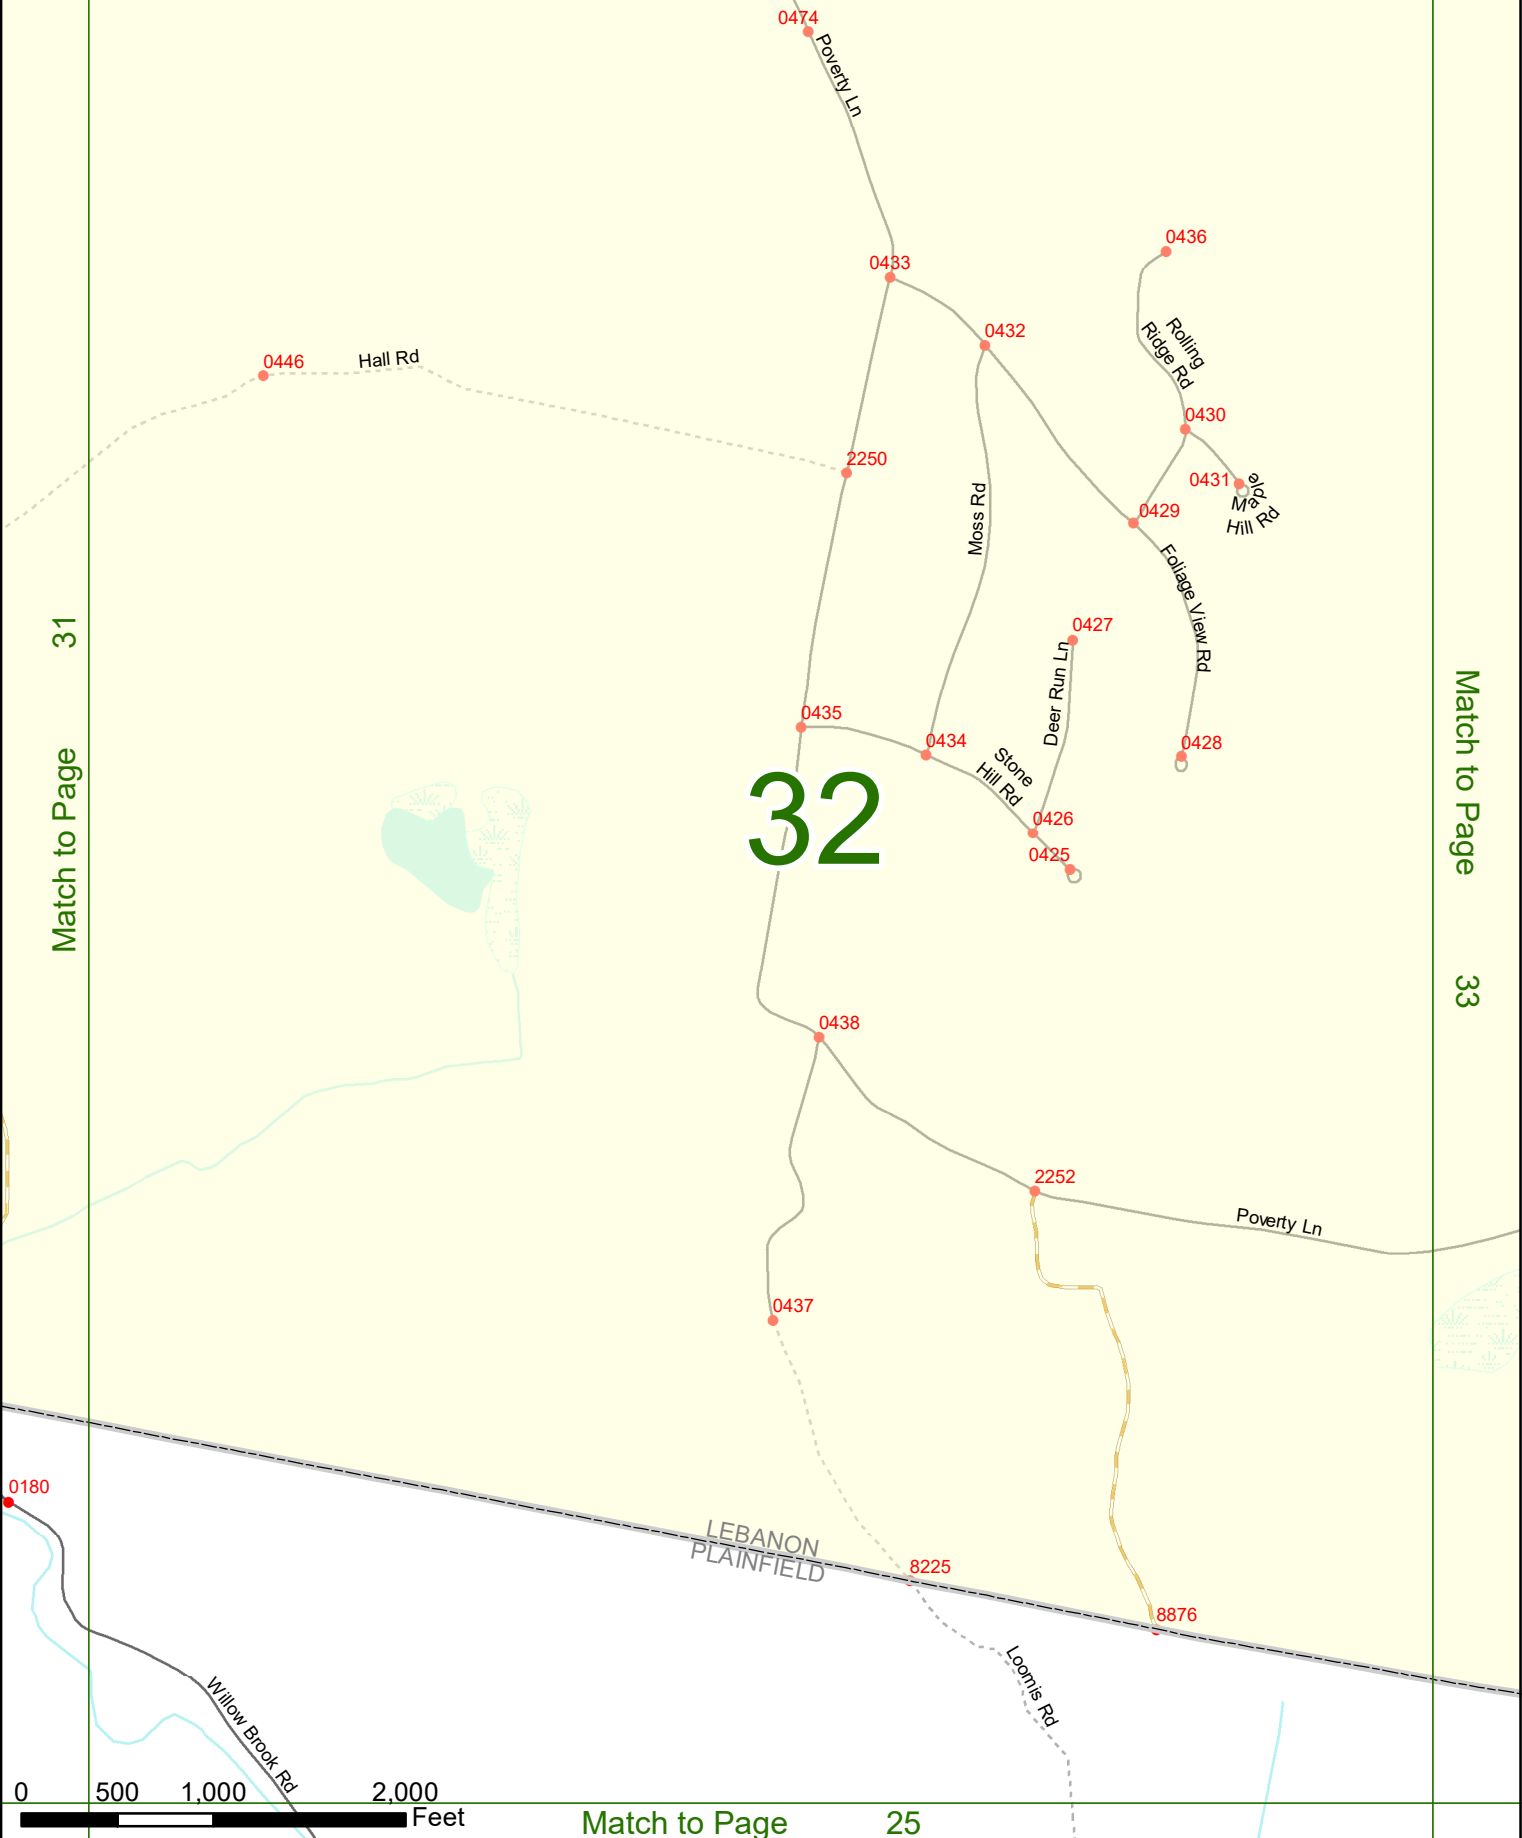 0474
Poverty Ln
0436
0433
0432
Rolling
Ridge Rd
0446
Hall Rd
0430
2250
0431
Maple
Hill Rd
0429
Moss Rd
Foliage View Rd
31
0427
Deer Run Ln
Match to Page
0435
0434
0428
Stone
Hill Rd
32
Match to Page
0426
0425
33
0438
2252
Poverty Ln
0437
0180
LEBANON
PLAINFIELD
8225
8876
Loomis Rd
Willow Brook Rd
0 500 1,000 2,000
Feet
Match to Page 25